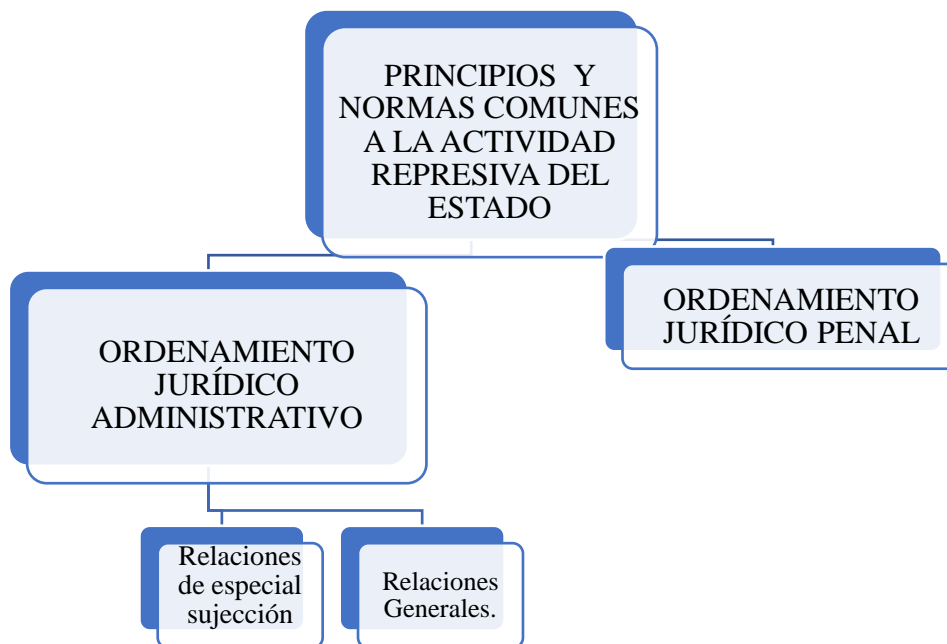 PRINCIPIOS Y
NORMAS COMUNES
A LA ACTIVIDAD
REPRESIVA DEL
ESTADO
ORDENAMIENTO
JURÍDICO PENAL
ORDENAMIENTO
JURÍDICO
ADMINISTRATIVO
Relaciones
de especial
sujección
Relaciones
Generales.